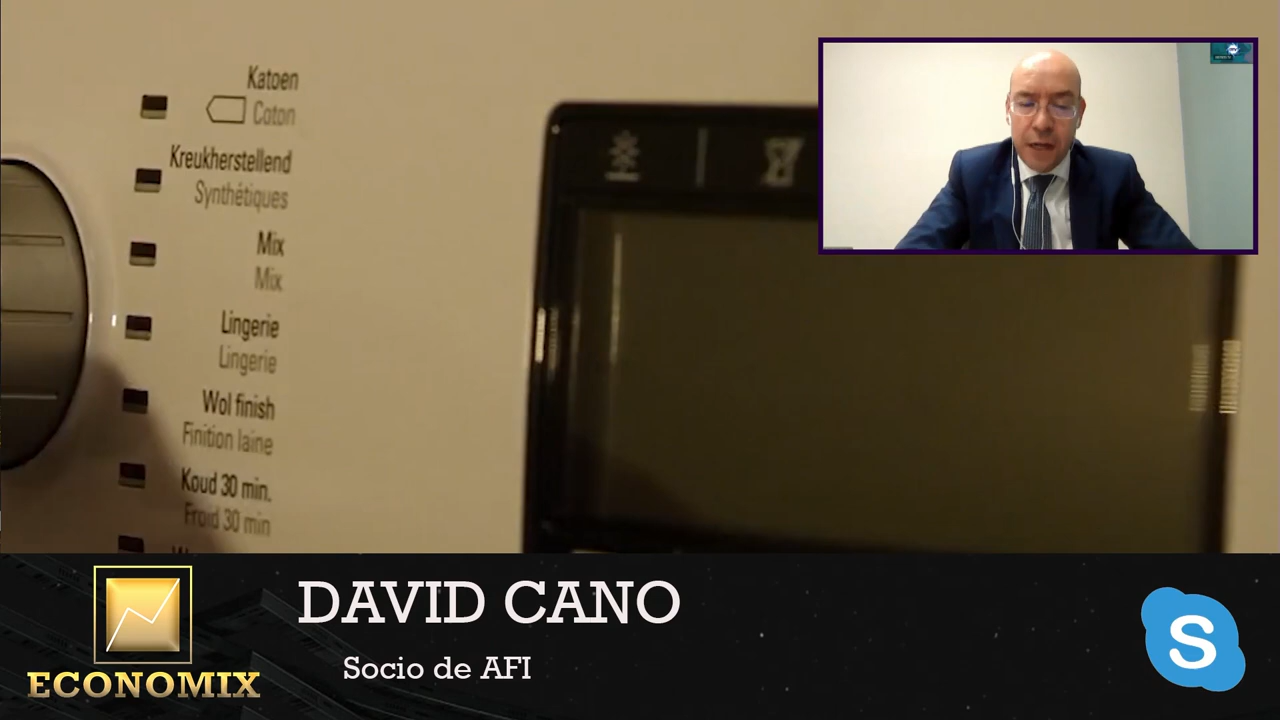 Katoen
Coton
Kreukherstellend
Synthétiques
Mix
Mix
Lingerie
Lingerie
Wol finish
Finition laine
Koud 30 min.
Froid 30 min
DAVID CANO
Socio de AFI
ECONOMIX
S